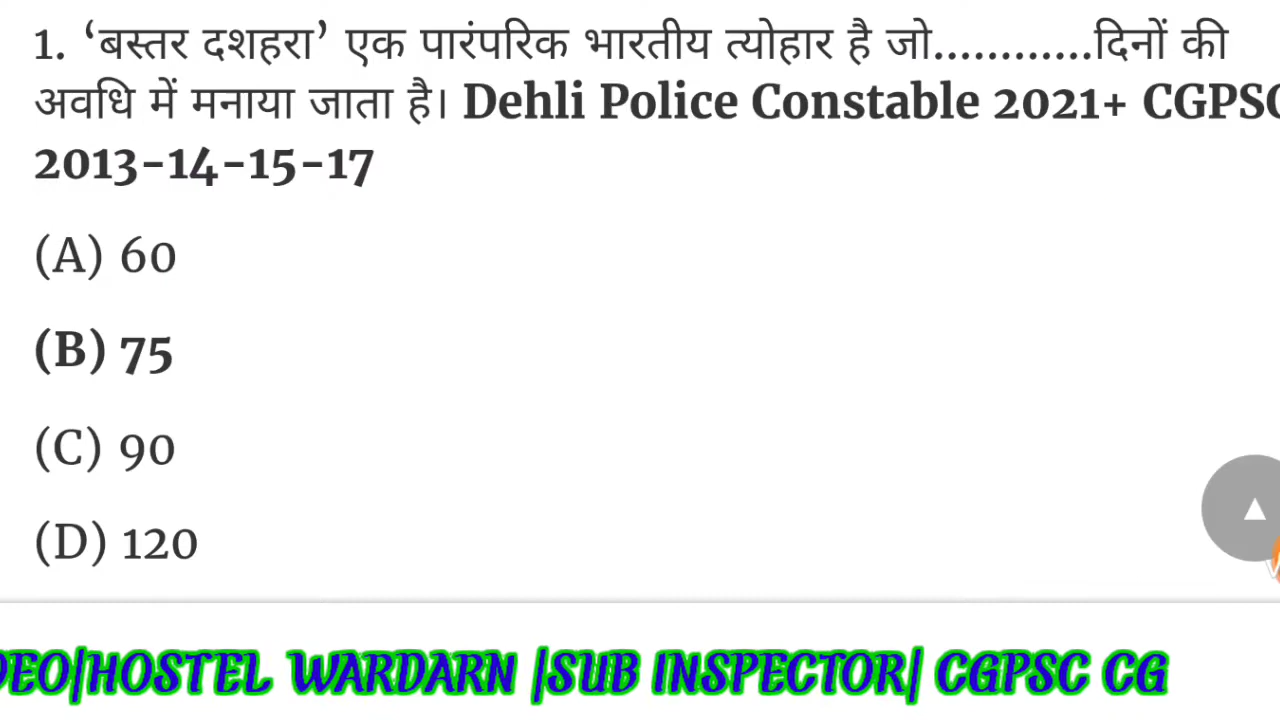 1. ‘बस्तर दशहरा’ एक पारंपरिक भारतीय त्योहार है जो............दिनों की
अवधि में मनाया जाता है। Dehli Police Constable 2021+ CGPSC
2013-14-15-17
(A) 60
(B) 75
(C) 90
(D) 120
DEO|HOSTEL WARDARN |SUB INSPECTOR| CGPSC CG